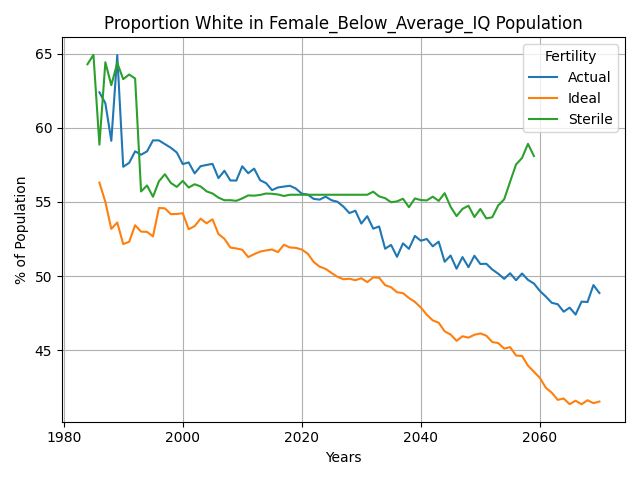 Proportion White in Female_Below_Average_IQ Population
% of Population
65
60
55
50
45
1980
2000
2020
2040
2060
Years
Fertility
Actual
Ideal
Sterile